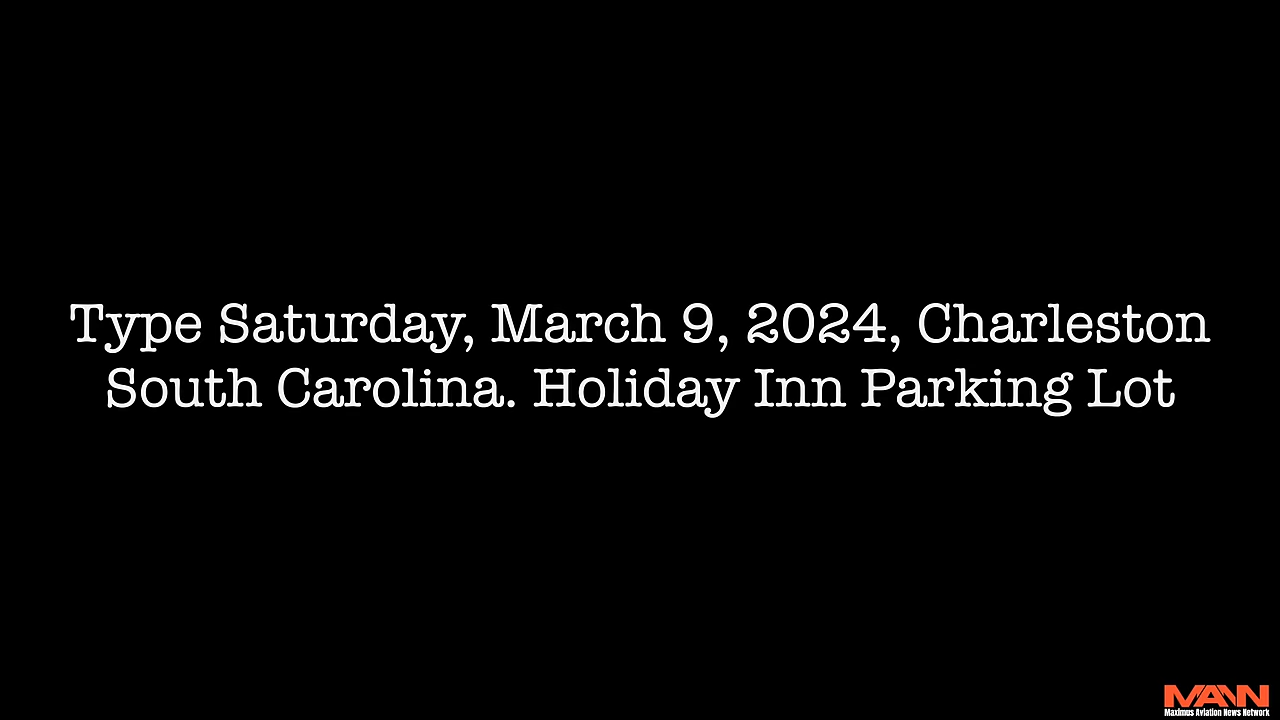 Type Saturday, March 9, 2024, Charleston
South Carolina. Holiday Inn Parking Lot
MAN
Maximus Aviation News Network